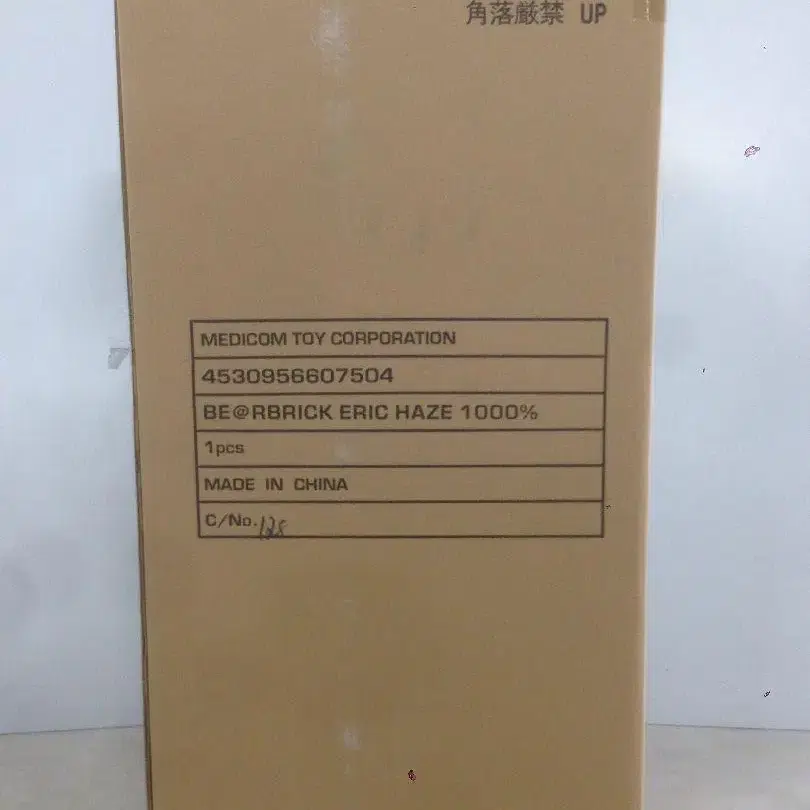 角落厳禁 UP
MEDICOM TOY CORPORATION
4530956607504
BE@RBRICK ERIC HAZE 1000%
1pcs
MADE IN CHINA
C/No. 128